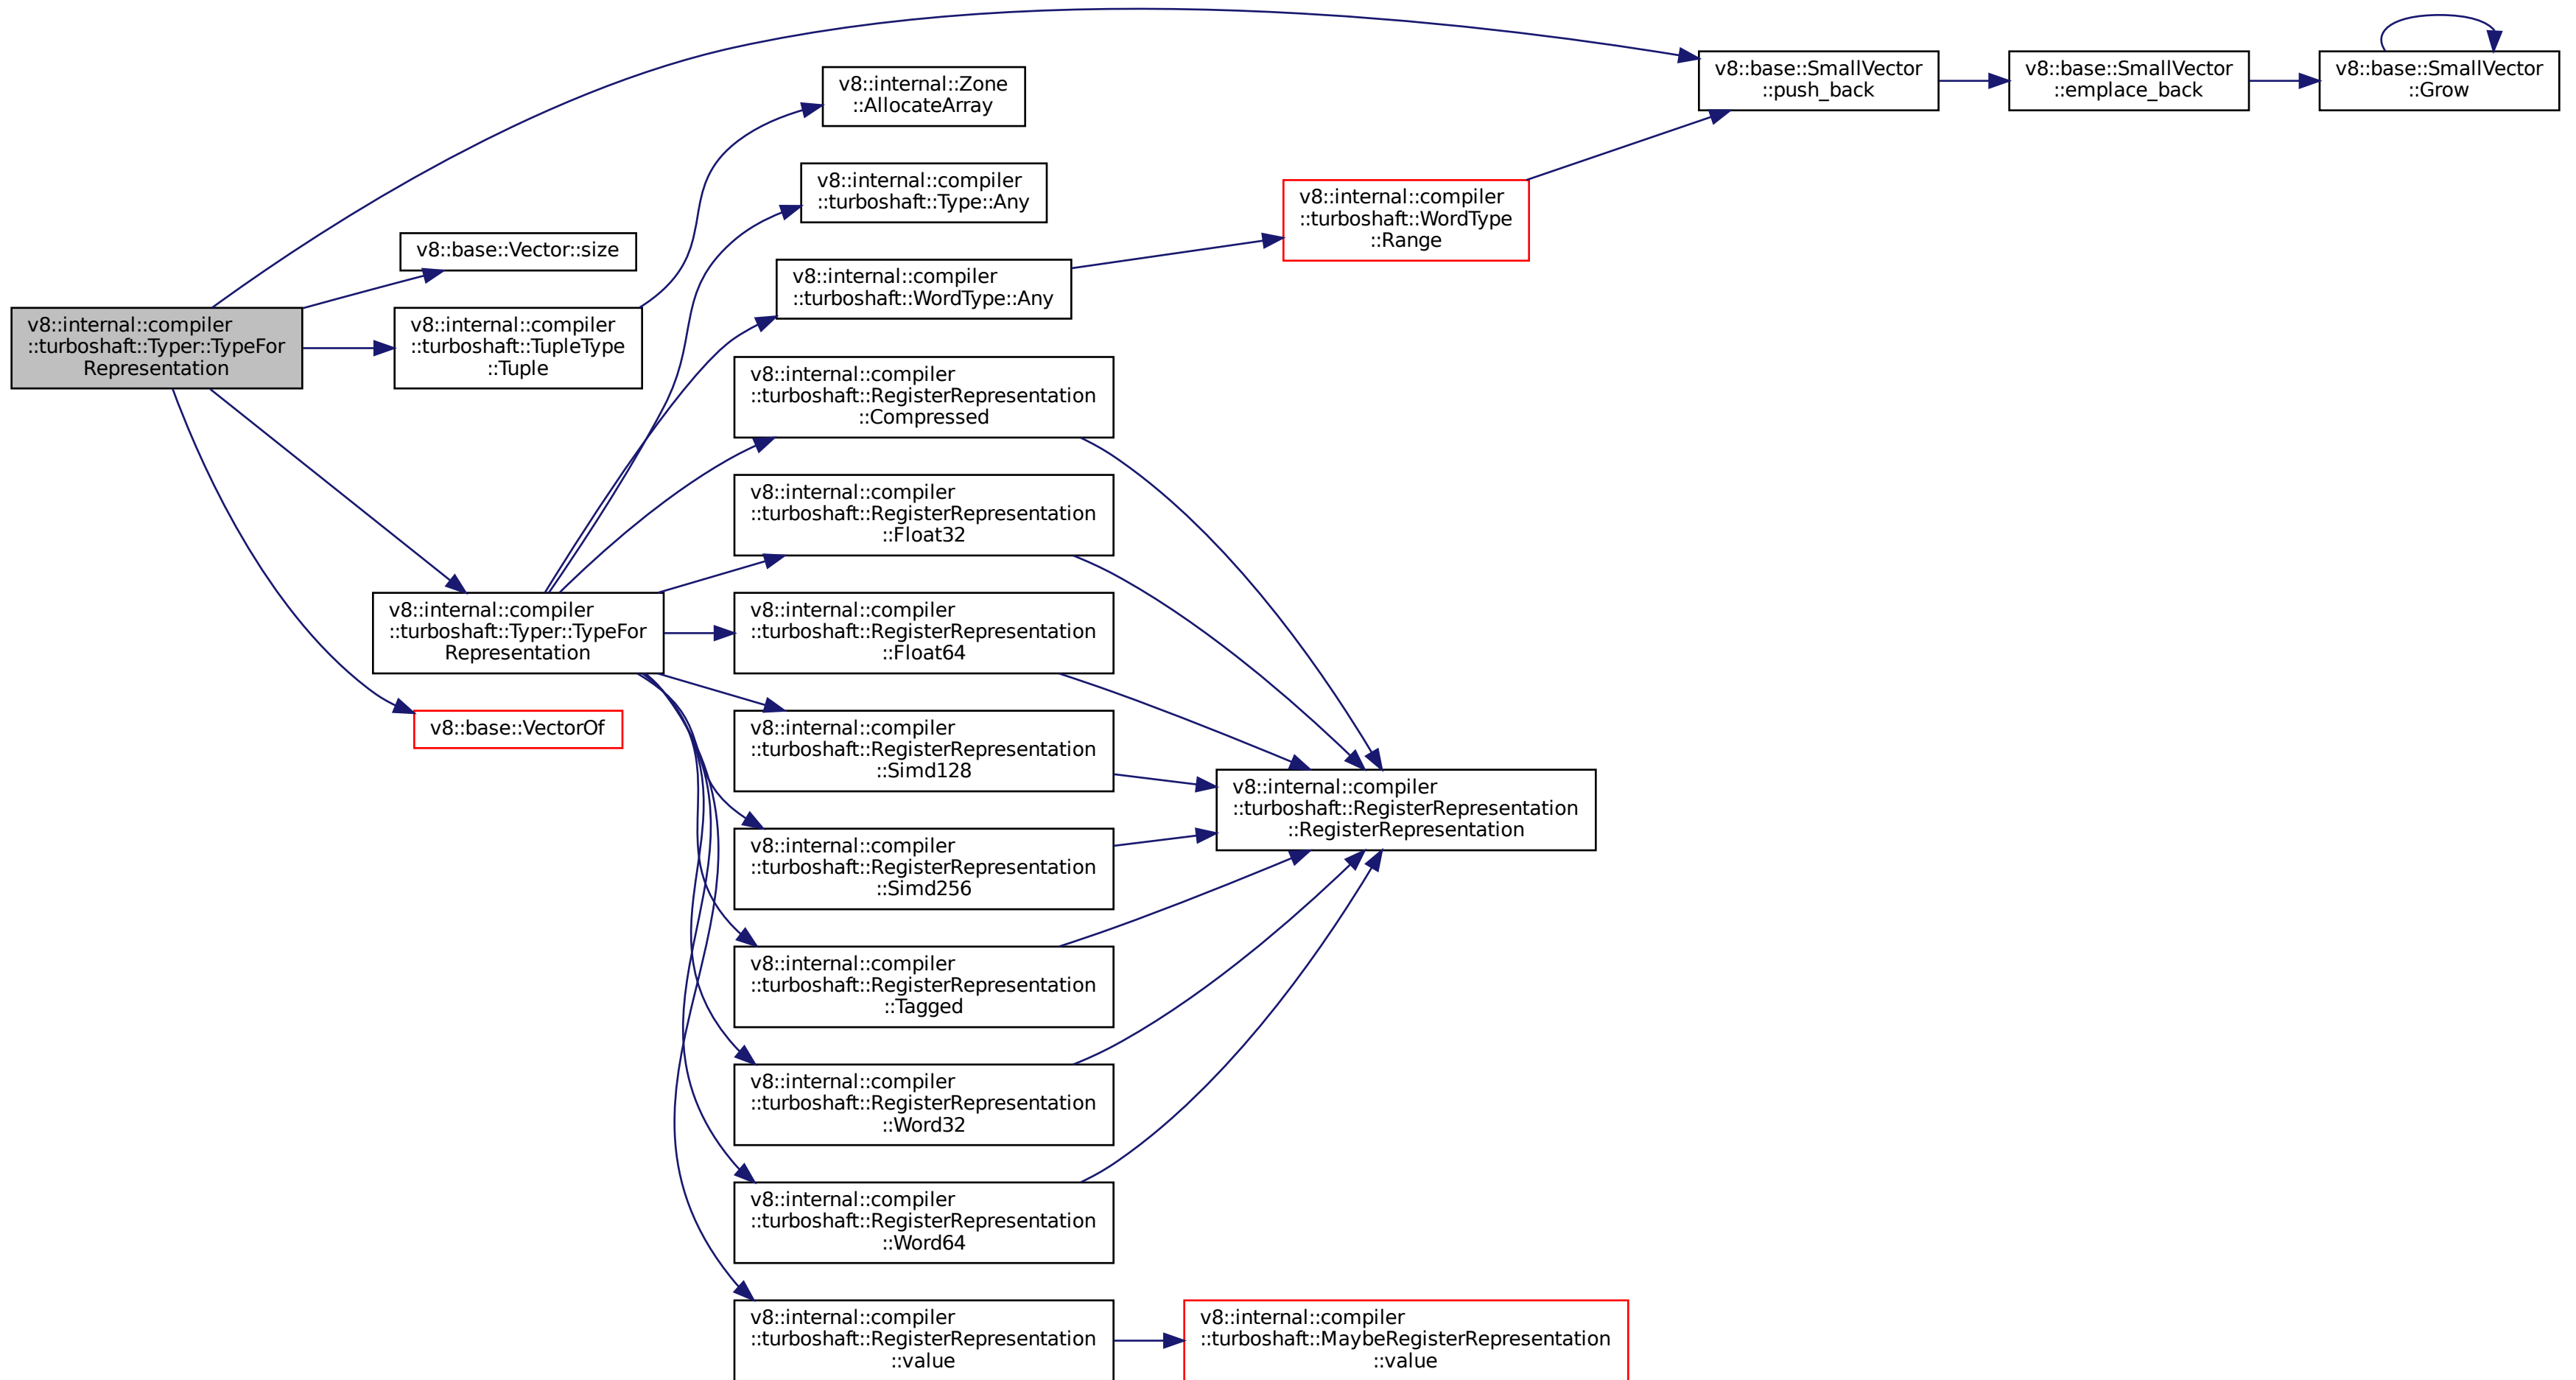 v8::internal::compiler
::turboshaft::Typer::TypeFor
Representation
v8::base::Vector::size
v8::internal::compiler
::turboshaft::TupleType
::Tuple
v8::internal::compiler
::turboshaft::Typer::TypeFor
Representation
v8::base::VectorOf
v8::internal::Zone
::AllocateArray
v8::internal::compiler
::turboshaft::Type::Any
v8::internal::compiler
::turboshaft::WordType::Any
v8::internal::compiler
::turboshaft::RegisterRepresentation
::Compressed
v8::internal::compiler
::turboshaft::RegisterRepresentation
::Float32
v8::internal::compiler
::turboshaft::RegisterRepresentation
::Float64
v8::internal::compiler
::turboshaft::RegisterRepresentation
::Simd128
v8::internal::compiler
::turboshaft::RegisterRepresentation
::Simd256
v8::internal::compiler
::turboshaft::RegisterRepresentation
::Tagged
v8::internal::compiler
::turboshaft::RegisterRepresentation
::Word32
v8::internal::compiler
::turboshaft::RegisterRepresentation
::Word64
v8::internal::compiler
::turboshaft::RegisterRepresentation
::value
v8::internal::compiler
::turboshaft::WordType
::Range
v8::internal::compiler
::turboshaft::RegisterRepresentation
::RegisterRepresentation
v8::internal::compiler
::turboshaft::MaybeRegisterRepresentation
::value
v8::base::SmallVector
::push_back
v8::base::SmallVector
::emplace_back
v8::base::SmallVector
::Grow